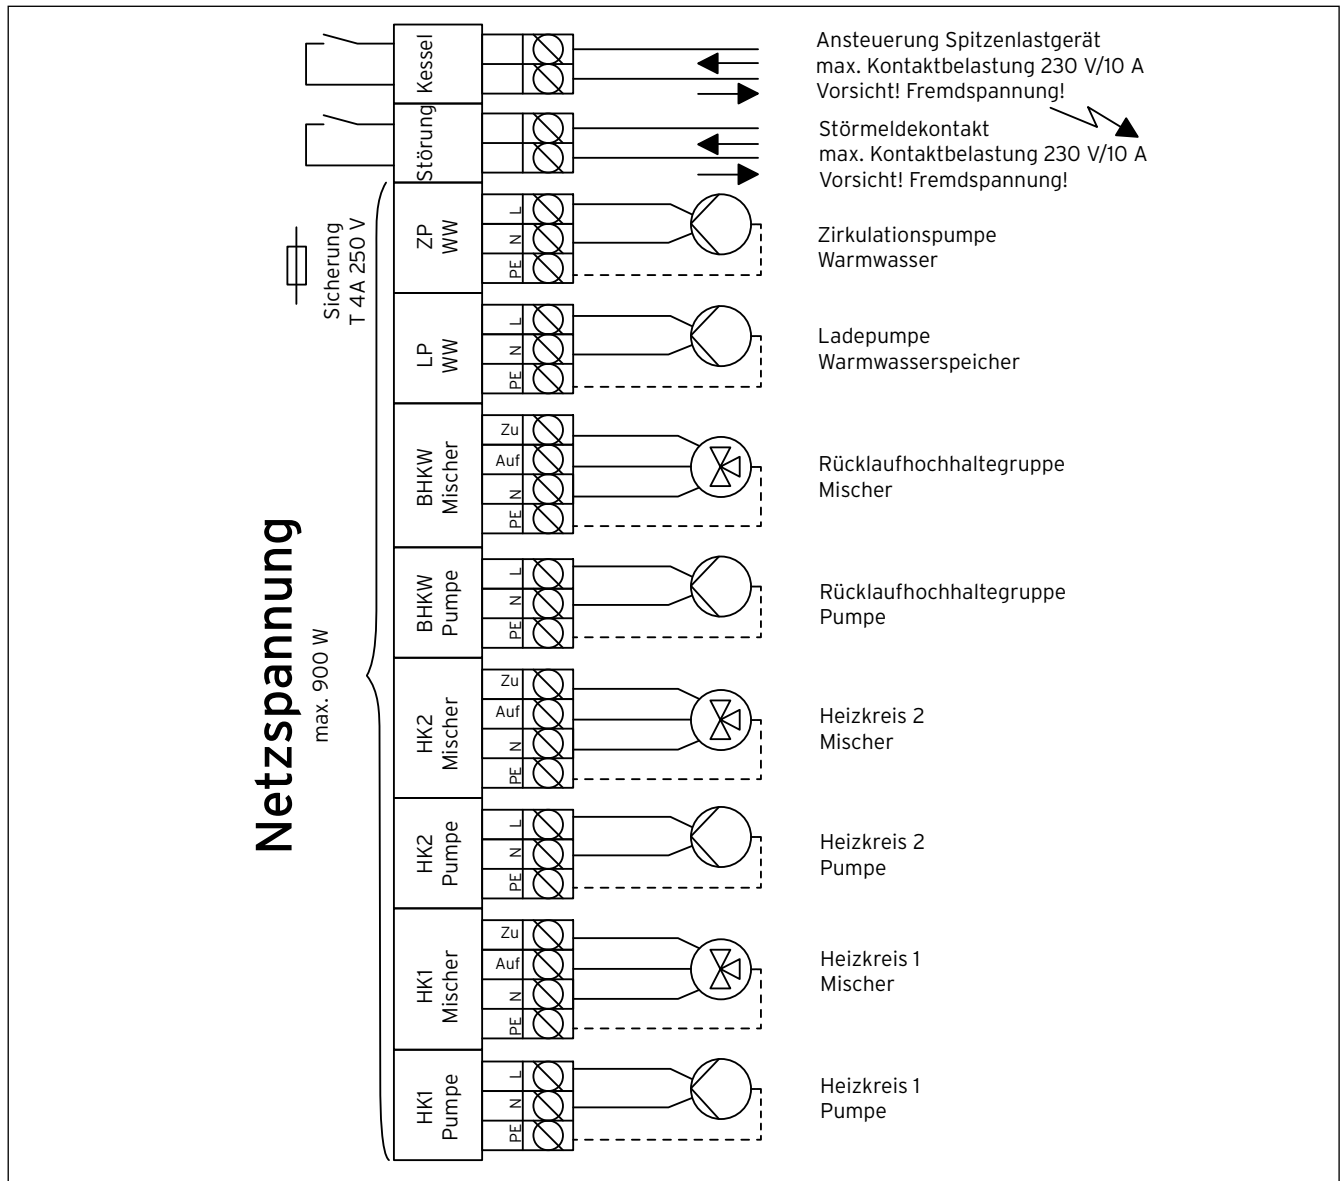 Kessel
Ansteuerung Spitzenlastgerät
max. Kontaktbelastung 230 V/10 A
Vorsicht! Fremdspannung!
Störung
Störmeldekontakt
max. Kontaktbelastung 230 V/10 A
Vorsicht! Fremdspannung!
Sicherung
T 4A 250 V
Netzspannung
max. 900 W
ZP
WW
L
N
PE
Zirkulationspumpe
Warmwasser
LP
WW
L
N
PE
Ladepumpe
Warmwasserspeicher
BHKW
Mischer
Zu
Auf
N
PE
Rücklaufhochhaltegruppe
Mischer
BHKW
Pumpe
L
N
PE
Rücklaufhochhaltegruppe
Pumpe
HK2
Mischer
Zu
Auf
N
PE
Heizkreis 2
Mischer
HK2
Pumpe
L
N
PE
Heizkreis 2
Pumpe
HK1
Mischer
Zu
Auf
N
PE
Heizkreis 1
Mischer
HK1
Pumpe
L
N
PE
Heizkreis 1
Pumpe